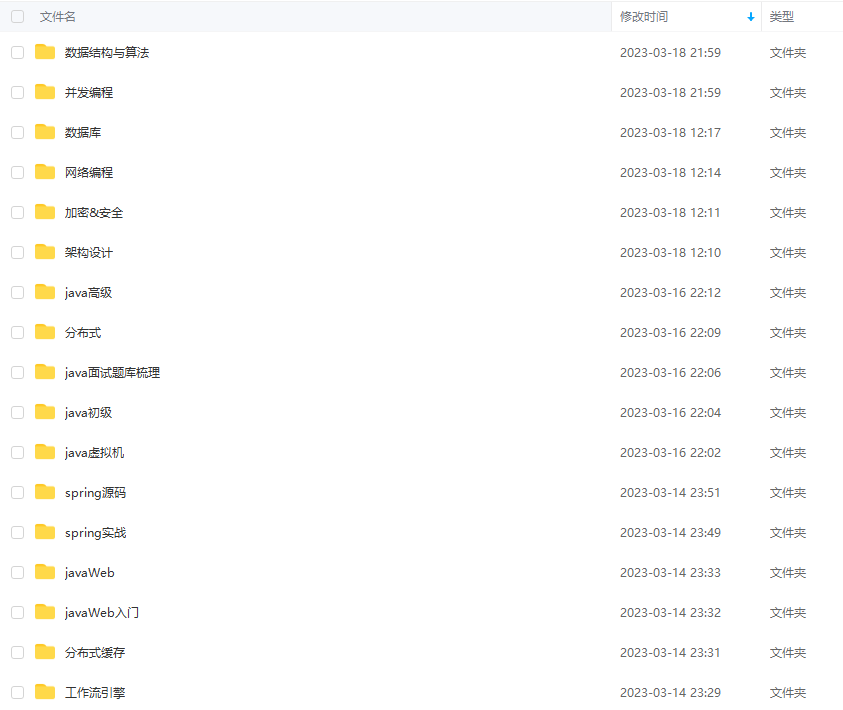 文件名 修改时间 类型
数据结构与算法 2023-03-18 21:59 文件夹
并发编程 2023-03-18 21:59 文件夹
数据库 2023-03-18 12:17 文件夹
网络编程 2023-03-18 12:14 文件夹
加密&安全 2023-03-18 12:11 文件夹
架构设计 2023-03-18 12:10 文件夹
java高级 2023-03-16 22:12 文件夹
分布式 2023-03-16 22:09 文件夹
java面试题库梳理 2023-03-16 22:06 文件夹
java初级 2023-03-16 22:04 文件夹
java虚拟机 2023-03-16 22:02 文件夹
spring源码 2023-03-14 23:51 文件夹
spring实战 2023-03-14 23:49 文件夹
javaWeb 2023-03-14 23:33 文件夹
javaWeb入门 2023-03-14 23:32 文件夹
分布式缓存 2023-03-14 23:31 文件夹
工作流引擎 2023-03-14 23:29 文件夹